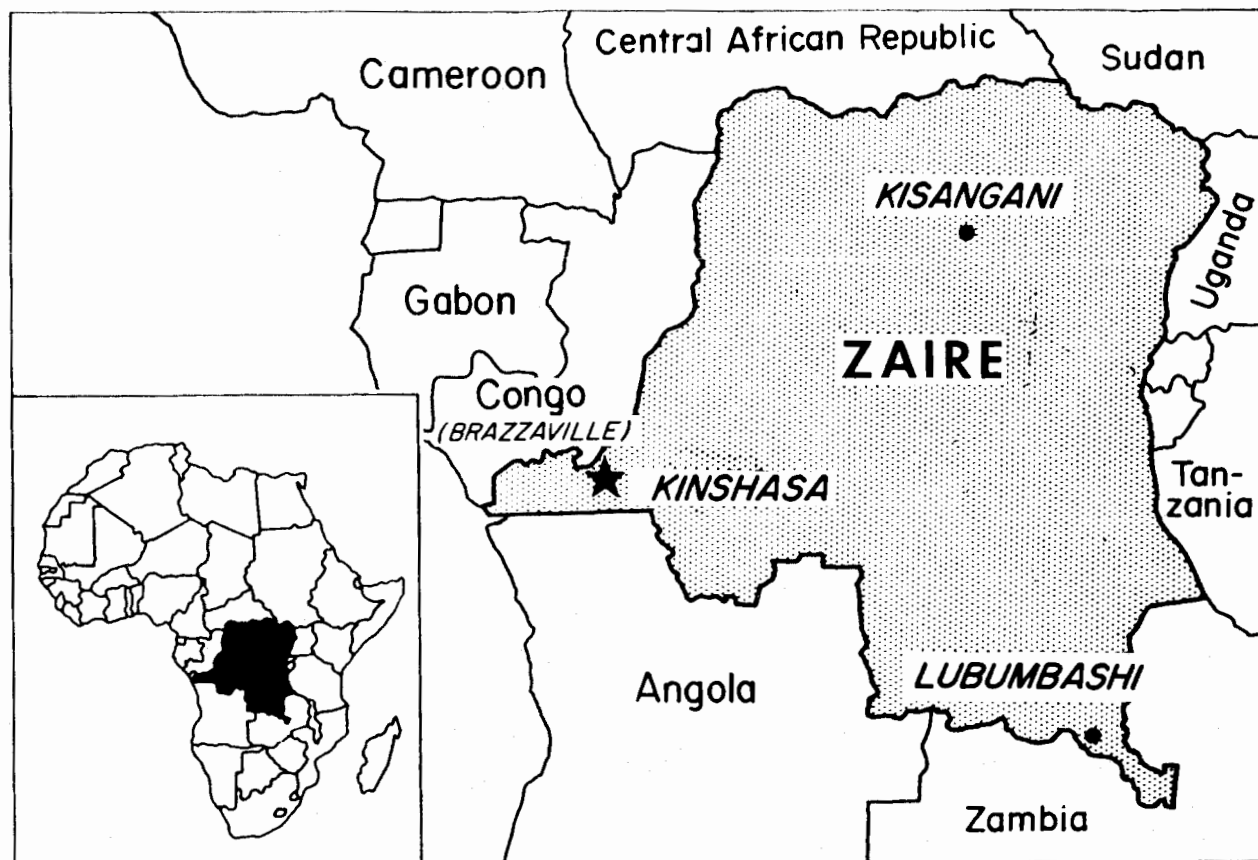 Central African Republic
Sudan
Cameroon
KISANGANI
Uganda
Gabon
ZAIRE
Congo
(BRAZZAVILLE)
KINSHASA
Tan-
zania
LUBUMBASHI
Angola
Zambia